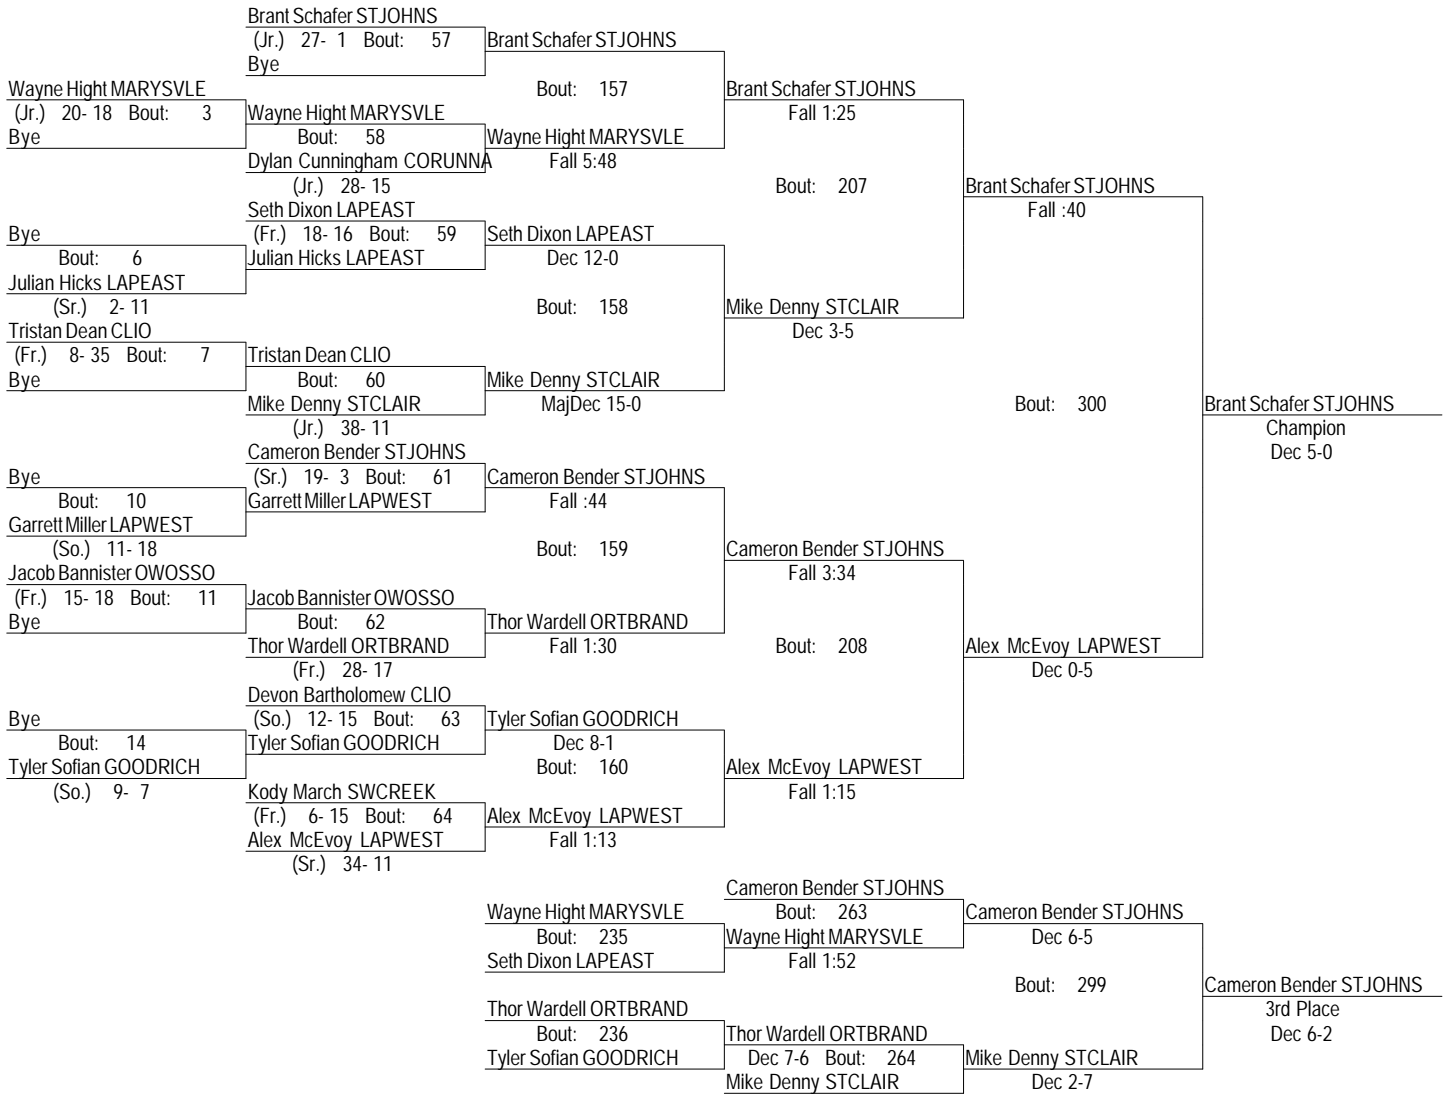 Brant Schafer STJOHNS
(Jr.) 27- 1 Bout: 57 Brant Schafer STJOHNS
Bye
Wayne Hight MARYSVLE Bout: 157 Brant Schafer STJOHNS
(Jr.) 20- 18 Bout: 3 Wayne Hight MARYSVLE Fall 1:25
Bye Bout: 58 Wayne Hight MARYSVLE
Dylan Cunningham CORUNNA Fall 5:48
(Jr.) 28- 15 Bout: 207 Brant Schafer STJOHNS
Seth Dixon LAPEAST Fall :40
Bye (Fr.) 18- 16 Bout: 59 Seth Dixon LAPEAST
Bout: 6 Julian Hicks LAPEAST Dec 12-0
Julian Hicks LAPEAST
(Sr.) 2- 11 Bout: 158 Mike Denny STCLAIR
Tristan Dean CLIO Dec 3-5
(Fr.) 8- 35 Bout: 7 Tristan Dean CLIO
Bye Bout: 60 Mike Denny STCLAIR
Mike Denny STCLAIR MajDec 15-0 Bout: 300 Brant Schafer STJOHNS
(Jr.) 38- 11 Champion
Cameron Bender STJOHNS Dec 5-0
Bye (Sr.) 19- 3 Bout: 61 Cameron Bender STJOHNS
Bout: 10 Garrett Miller LAPWEST Fall :44
Garrett Miller LAPWEST
(So.) 11- 18 Bout: 159 Cameron Bender STJOHNS
Jacob Bannister OWOSSO Fall 3:34
(Fr.) 15- 18 Bout: 11 Jacob Bannister OWOSSO
Bye Bout: 62 Thor Wardell ORTBRAND
Thor Wardell ORTBRAND Fall 1:30 Bout: 208 Alex McEvoy LAPWEST
(Fr.) 28- 17 Dec 0-5
Devon Bartholomew CLIO
Bye (So.) 12- 15 Bout: 63 Tyler Sofian GOODRICH
Bout: 14 Tyler Sofian GOODRICH Dec 8-1
Tyler Sofian GOODRICH Bout: 160 Alex McEvoy LAPWEST
(So.) 9- 7 Kody March SWCREEK Fall 1:15
(Fr.) 6- 15 Bout: 64 Alex McEvoy LAPWEST
Alex McEvoy LAPWEST Fall 1:13
(Sr.) 34- 11
Cameron Bender STJOHNS
Wayne Hight MARYSVLE Bout: 263 Cameron Bender STJOHNS
Bout: 235 Wayne Hight MARYSVLE Dec 6-5
Seth Dixon LAPEAST Fall 1:52
Bout: 299 Cameron Bender STJOHNS
Thor Wardell ORTBRAND 3rd Place
Bout: 236 Thor Wardell ORTBRAND Dec 6-2
Tyler Sofian GOODRICH Dec 7-6 Bout: 264 Mike Denny STCLAIR
Mike Denny STCLAIR Dec 2-7